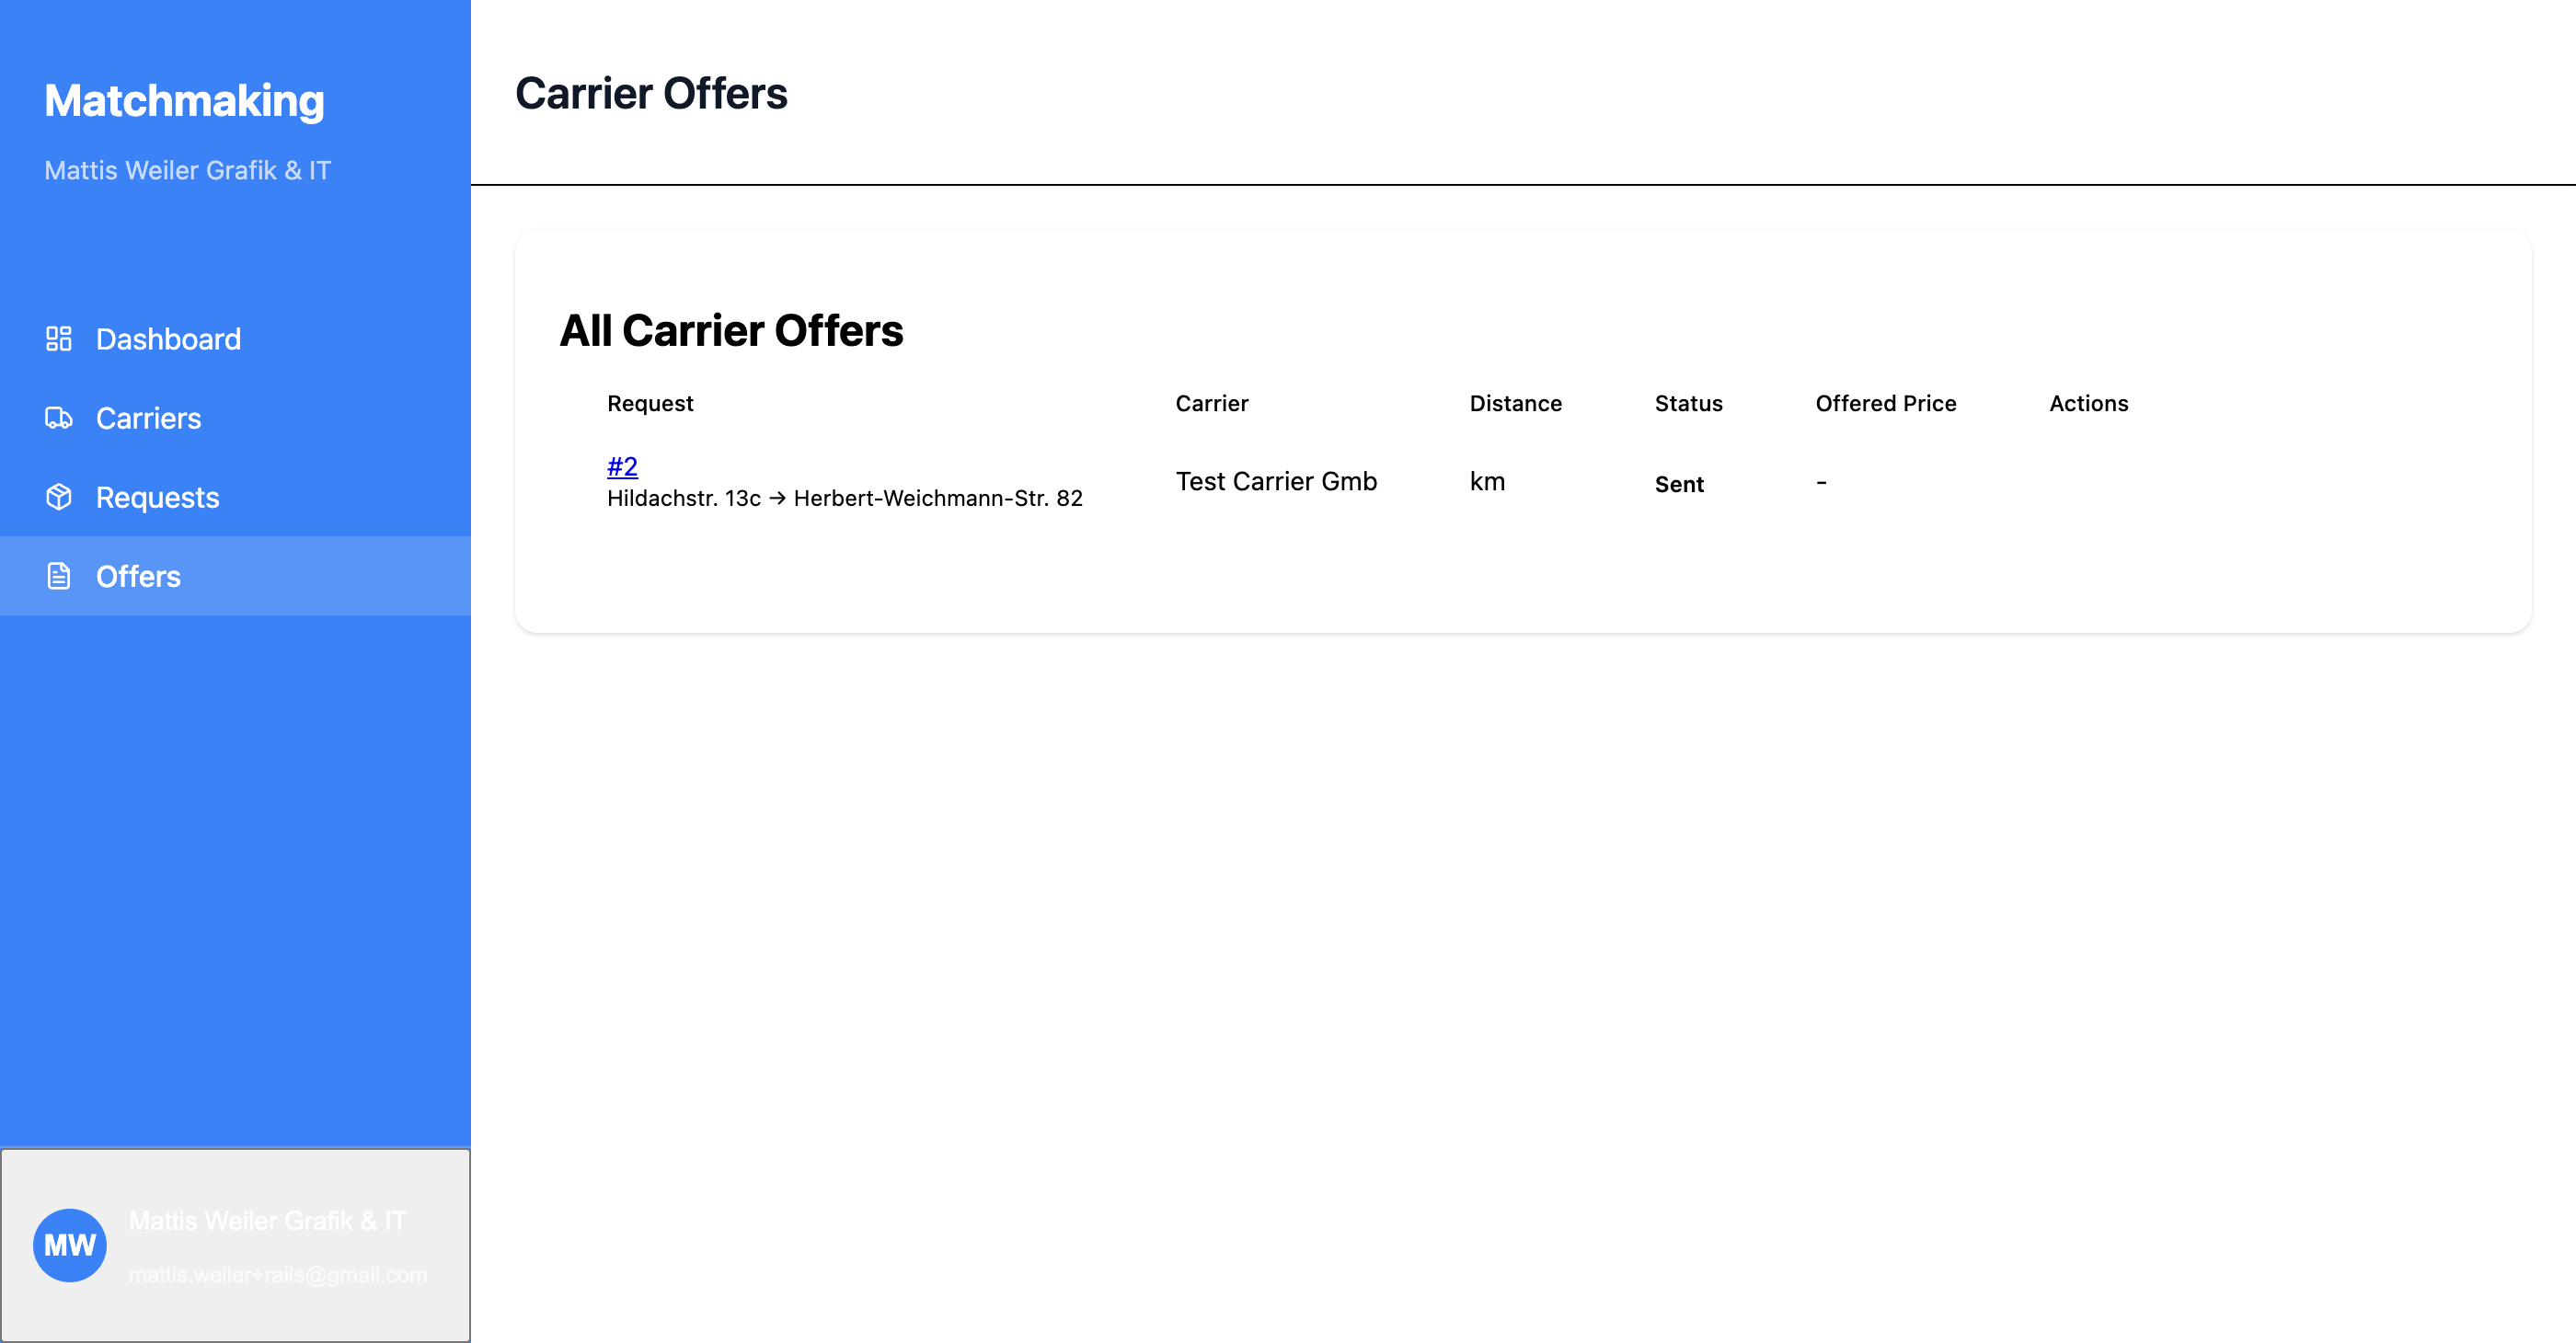 Matchmaking
Mattis Weiler Grafik & IT
Dashboard
Carriers
Requests
Offers
MW
Mattis Weiler Grafik & IT
mattis.weiler+rails@gmail.com
Carrier Offers
All Carrier Offers
Request Carrier Distance Status Offered Price Actions
#2
Hildachstr. 13c → Herbert-Weichmann-Str. 82 Test Carrier Gmb km Sent -